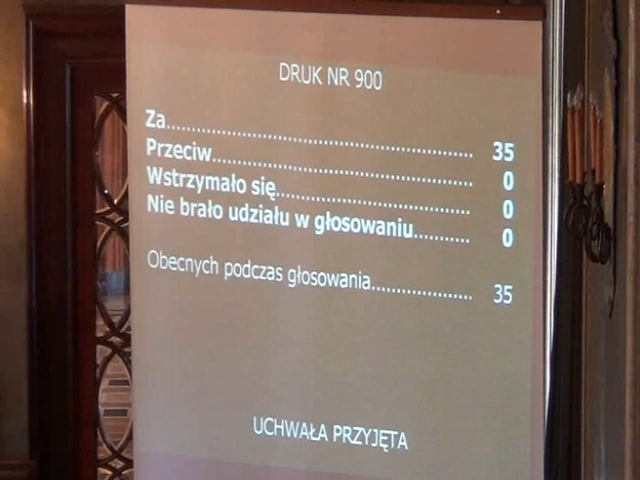 DRUK NR 900
Za.................................................... 35
Przeciw............................................ 0
Wstrzymało się................................. 0
Nie brało udziału w głosowaniu.......... 0
Obecnych podczas głosowania................... 35
UCHWAŁA PRZYJĘTA